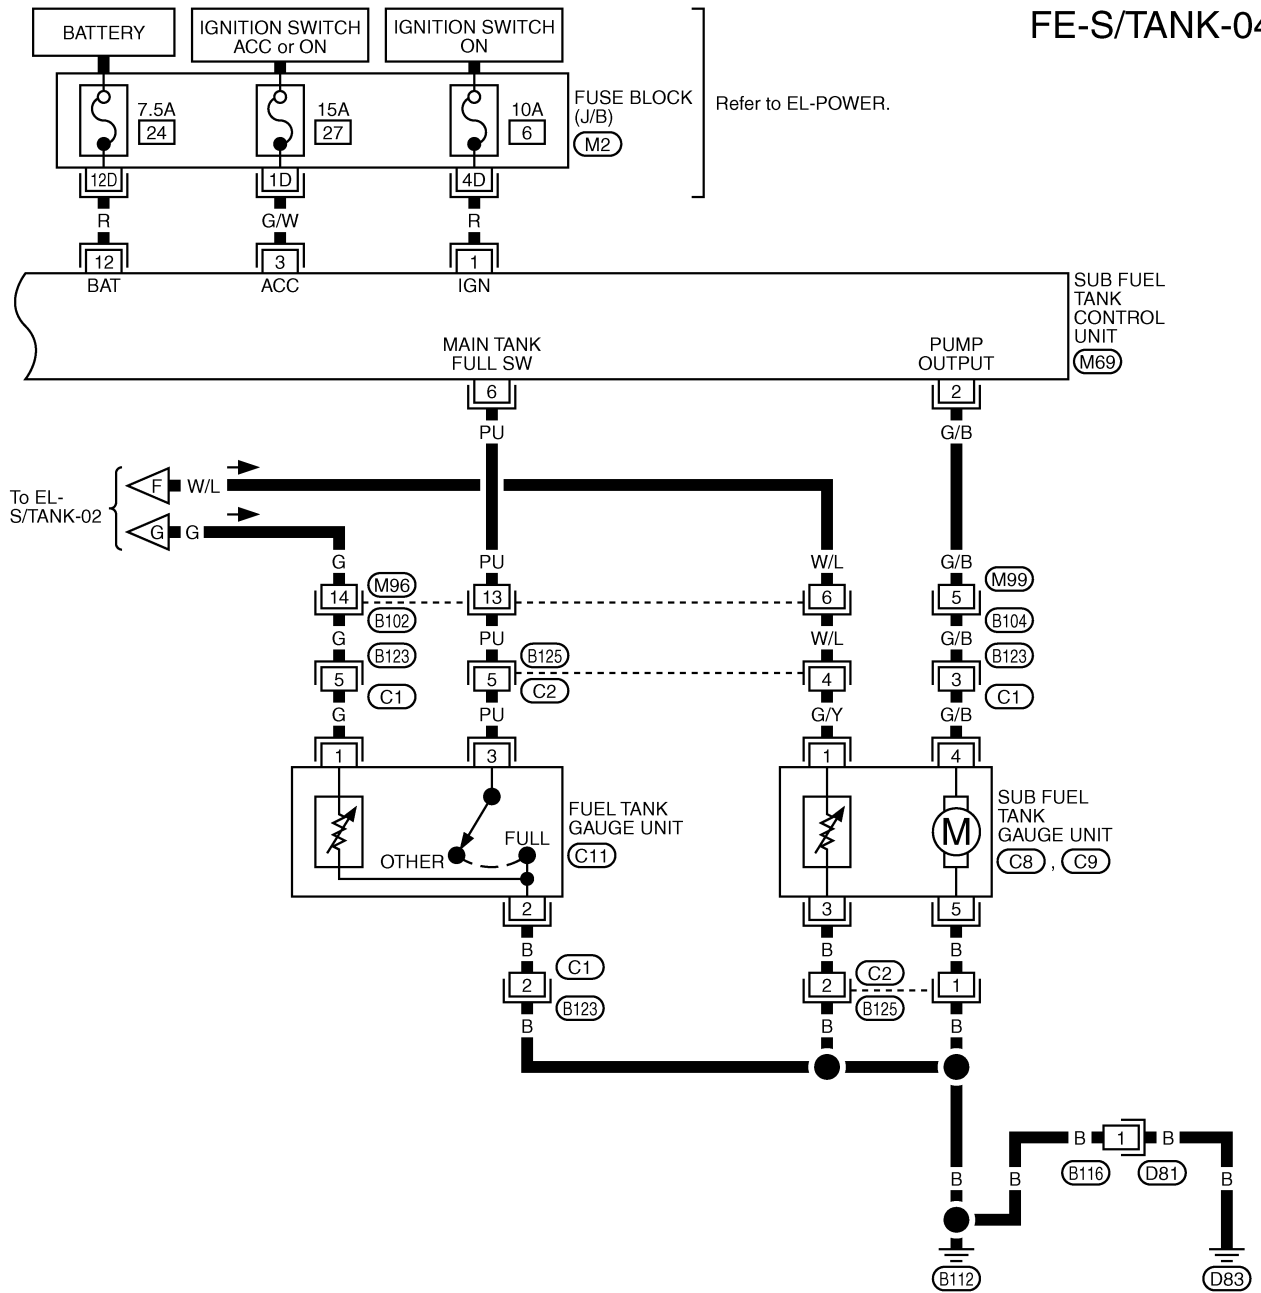 FE-S/TANK-04
BATTERY
IGNITION SWITCH
ACC or ON
IGNITION SWITCH
ON
7.5A
24
15A
27
10A
6
FUSE BLOCK
(J/B)
M2
Refer to EL-POWER.
12D
1D
4D
R
G/W
R
12
3
1
BAT
ACC
IGN
SUB FUEL
TANK
CONTROL
UNIT
M69
MAIN TANK
FULL SW
PUMP
OUTPUT
6
2
PU
G/B
To EL-
S/TANK-02
F
W/L
G
G
G
PU
W/L
G/B
14
M96
13
6
5
M99
B102
B104
G
PU
W/L
G/B
B123
B125
B123
5
5
4
3
C1
C2
C1
G
PU
G/Y
G/B
1
3
1
4
FUEL TANK
GAUGE UNIT
C11
OTHER
FULL
M
SUB FUEL
TANK
GAUGE UNIT
C8 , C9
2
3
5
B
B
B
C1
C2
2
2
1
B123
B125
B
B
B
B
1
B
B116
D81
B
B
B
B112
D83